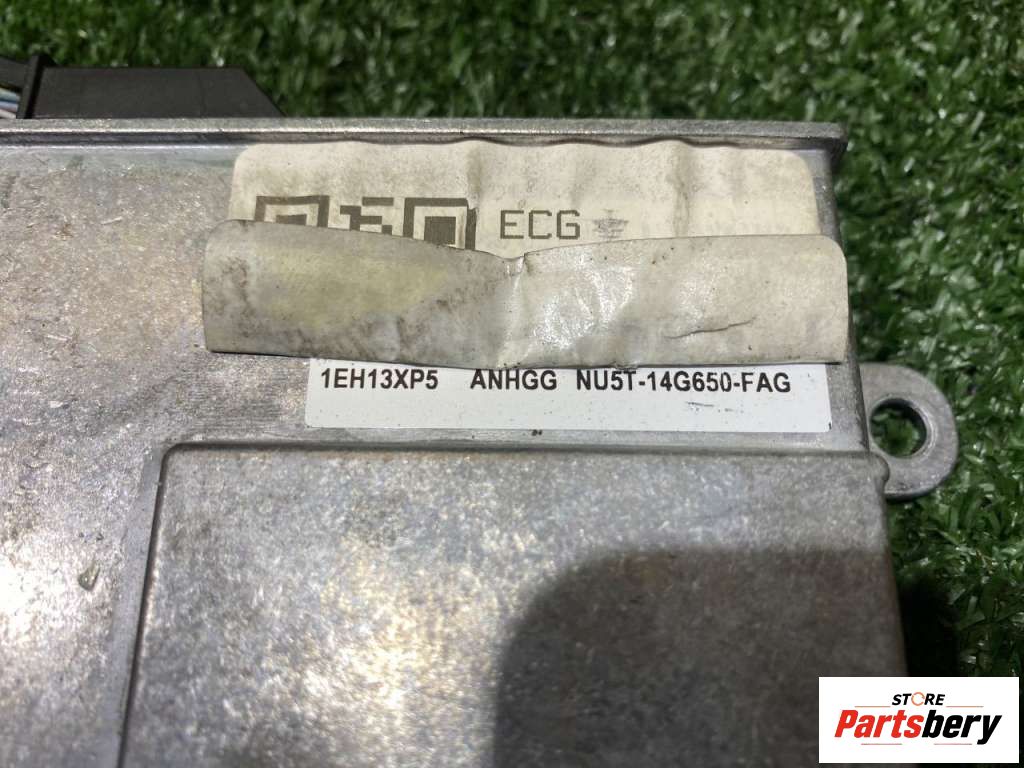 ECG
1EH13XP5 ANHGG NU5T-14G650-FAG
STORE
Partsbery